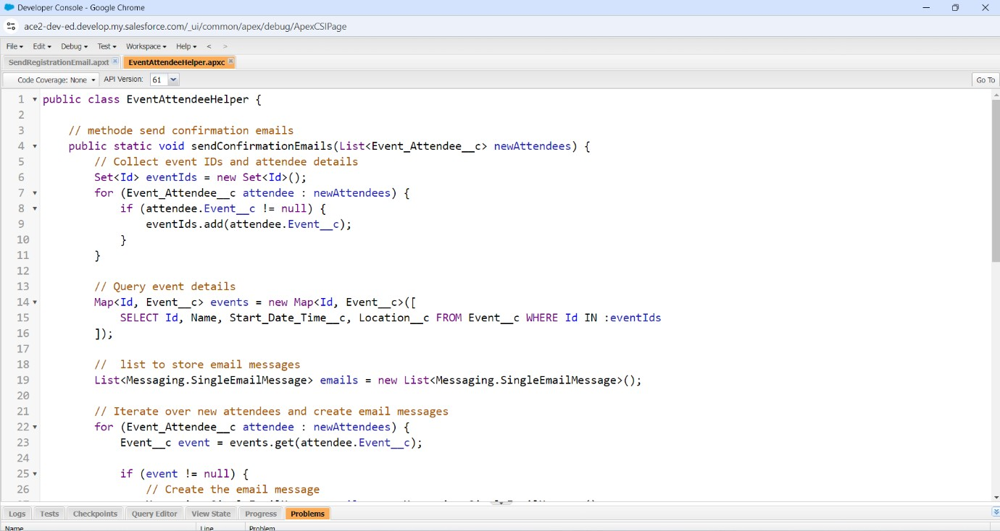 Developer Console - Google Chrome
ace2-dev-ed.develop.my.salesforce.com/_ui/common/apex/debug/ApexCSIPage
File Edit Debug Test Workspace Help < >
SendRegistrationEmail.apxt EventAttendeeHelper.apxc
Code Coverage: None API Version: 61 Go To
1 public class EventAttendeeHelper {
2
3 // methode send confirmation emails
4 public static void sendConfirmationEmails(List<Event_Attendee__c> newAttendees) {
5 // Collect event IDs and attendee details
6 Set<Id> eventIds = new Set<Id>();
7 for (Event_Attendee__c attendee : newAttendees) {
8 if (attendee.Event__c != null) {
9 eventIds.add(attendee.Event__c);
10 }
11 }
12
13 // Query event details
14 Map<Id, Event__c> events = new Map<Id, Event__c>([
15 SELECT Id, Name, Start_Date_Time__c, Location__c FROM Event__c WHERE Id IN :eventIds
16 ]);
17
18 //  list to store email messages
19 List<Messaging.SingleEmailMessage> emails = new List<Messaging.SingleEmailMessage>();
20
21 // Iterate over new attendees and create email messages
22 for (Event_Attendee__c attendee : newAttendees) {
23 Event__c event = events.get(attendee.Event__c);
24
25 if (event != null) {
26 // Create the email message
Logs Tests Checkpoints Query Editor View State Progress Problems
Name Line Problem